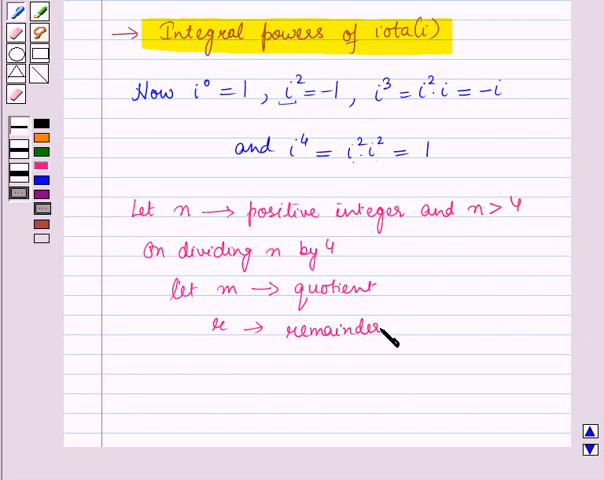 → Integral powers of iota(i)
Now i⁰ = 1 , i² = -1 , i³ = i²·i = -i
and i⁴ = i²·i² = 1
Let n → positive integer and n > 4
On dividing n by 4
let m → quotient
r → remainder